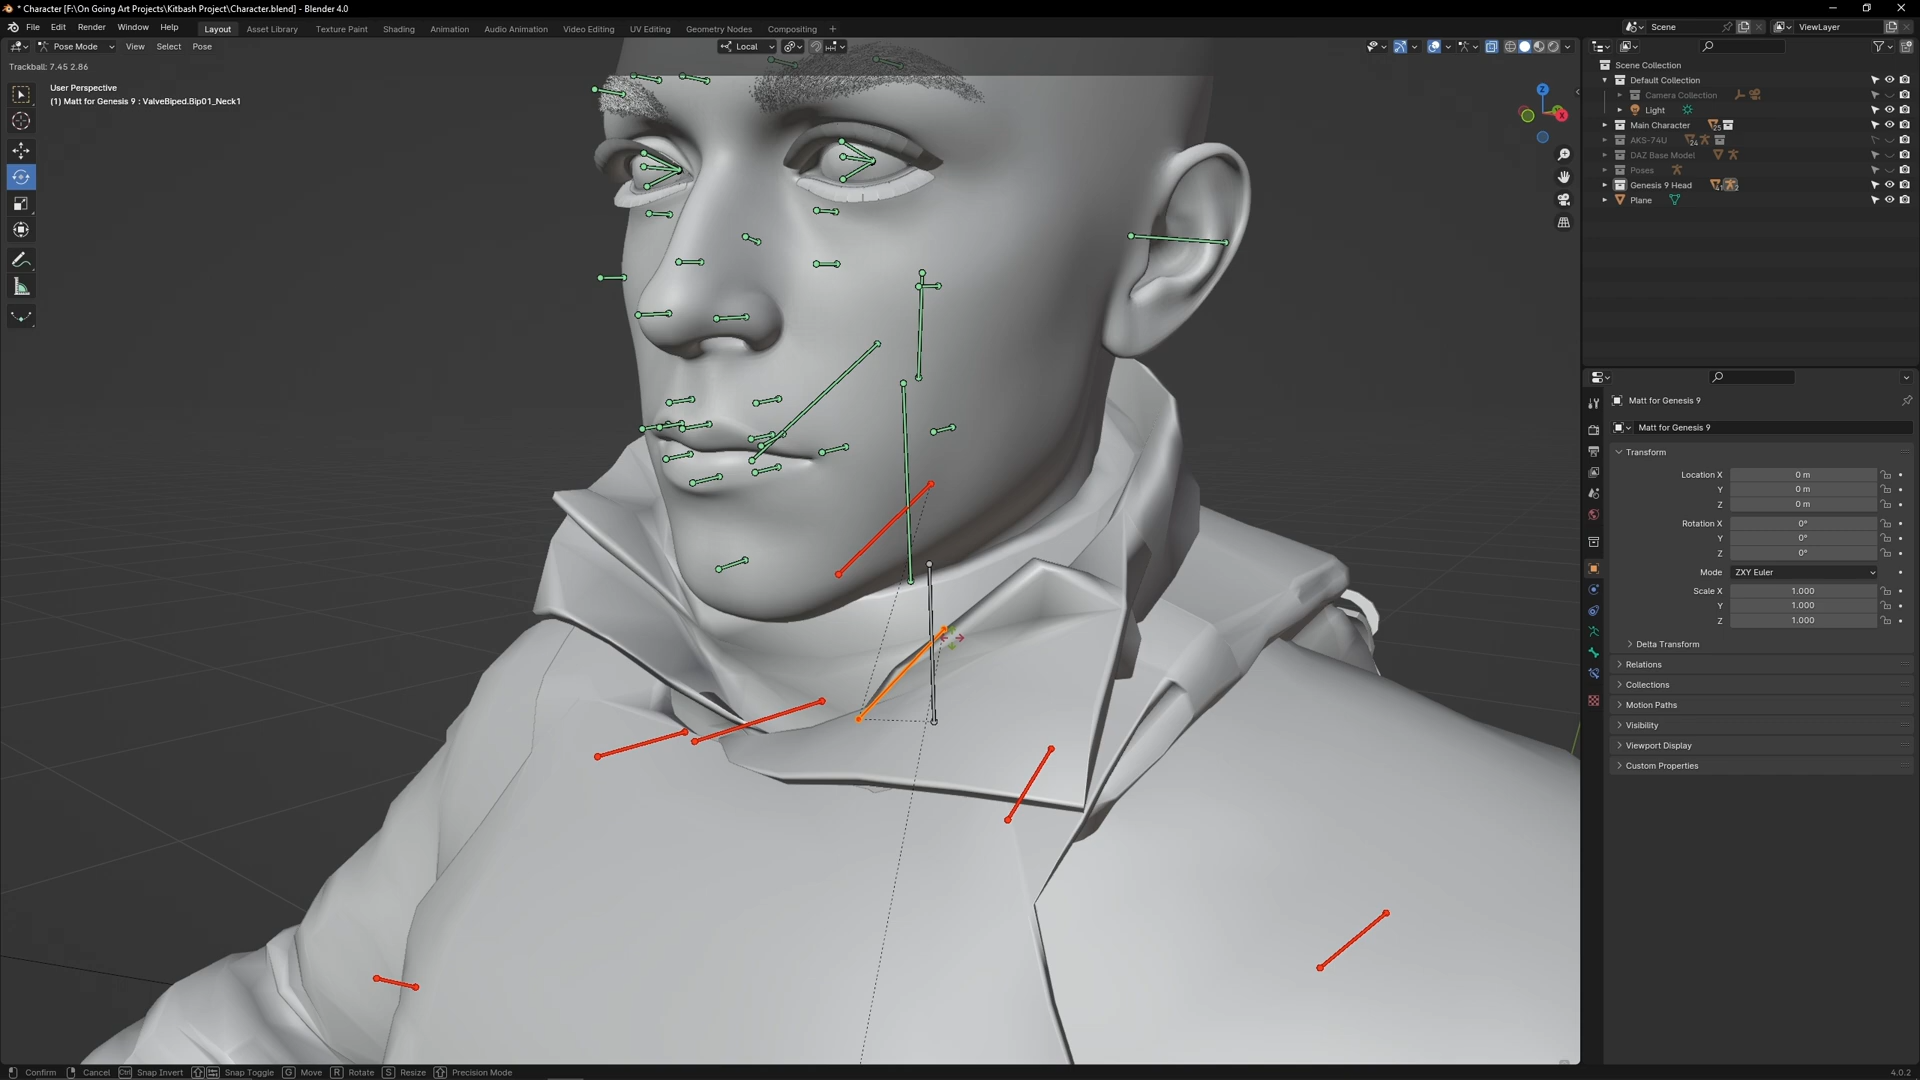 * Character [F:\On Going Art Projects\Kitbash Project\Character.blend] - Blender 4.0
File Edit Render Window Help Layout Asset Library Texture Paint Shading Animation Audio Animation Video Editing UV Editing Geometry Nodes Compositing + Scene ViewLayer
Pose Mode View Select Pose Local
Trackball: 7.45 2.86
User Perspective
(1) Matt for Genesis 9 : ValveBiped.Bip01_Neck1
Z
X
Scene Collection
Default Collection
Camera Collection
Light
Main Character 25
AKS-74U 24
DAZ Base Model
Poses
Genesis 9 Head 2
Plane
Matt for Genesis 9
Matt for Genesis 9
Transform
Location X 0 m
Y 0 m
Z 0 m
Rotation X 0°
Y 0°
Z 0°
Mode ZXY Euler
Scale X 1.000
Y 1.000
Z 1.000
Delta Transform
Relations
Collections
Motion Paths
Visibility
Viewport Display
Custom Properties
Confirm Cancel Ctrl Snap Invert Snap Toggle G Move R Rotate S Resize Precision Mode 4.0.2